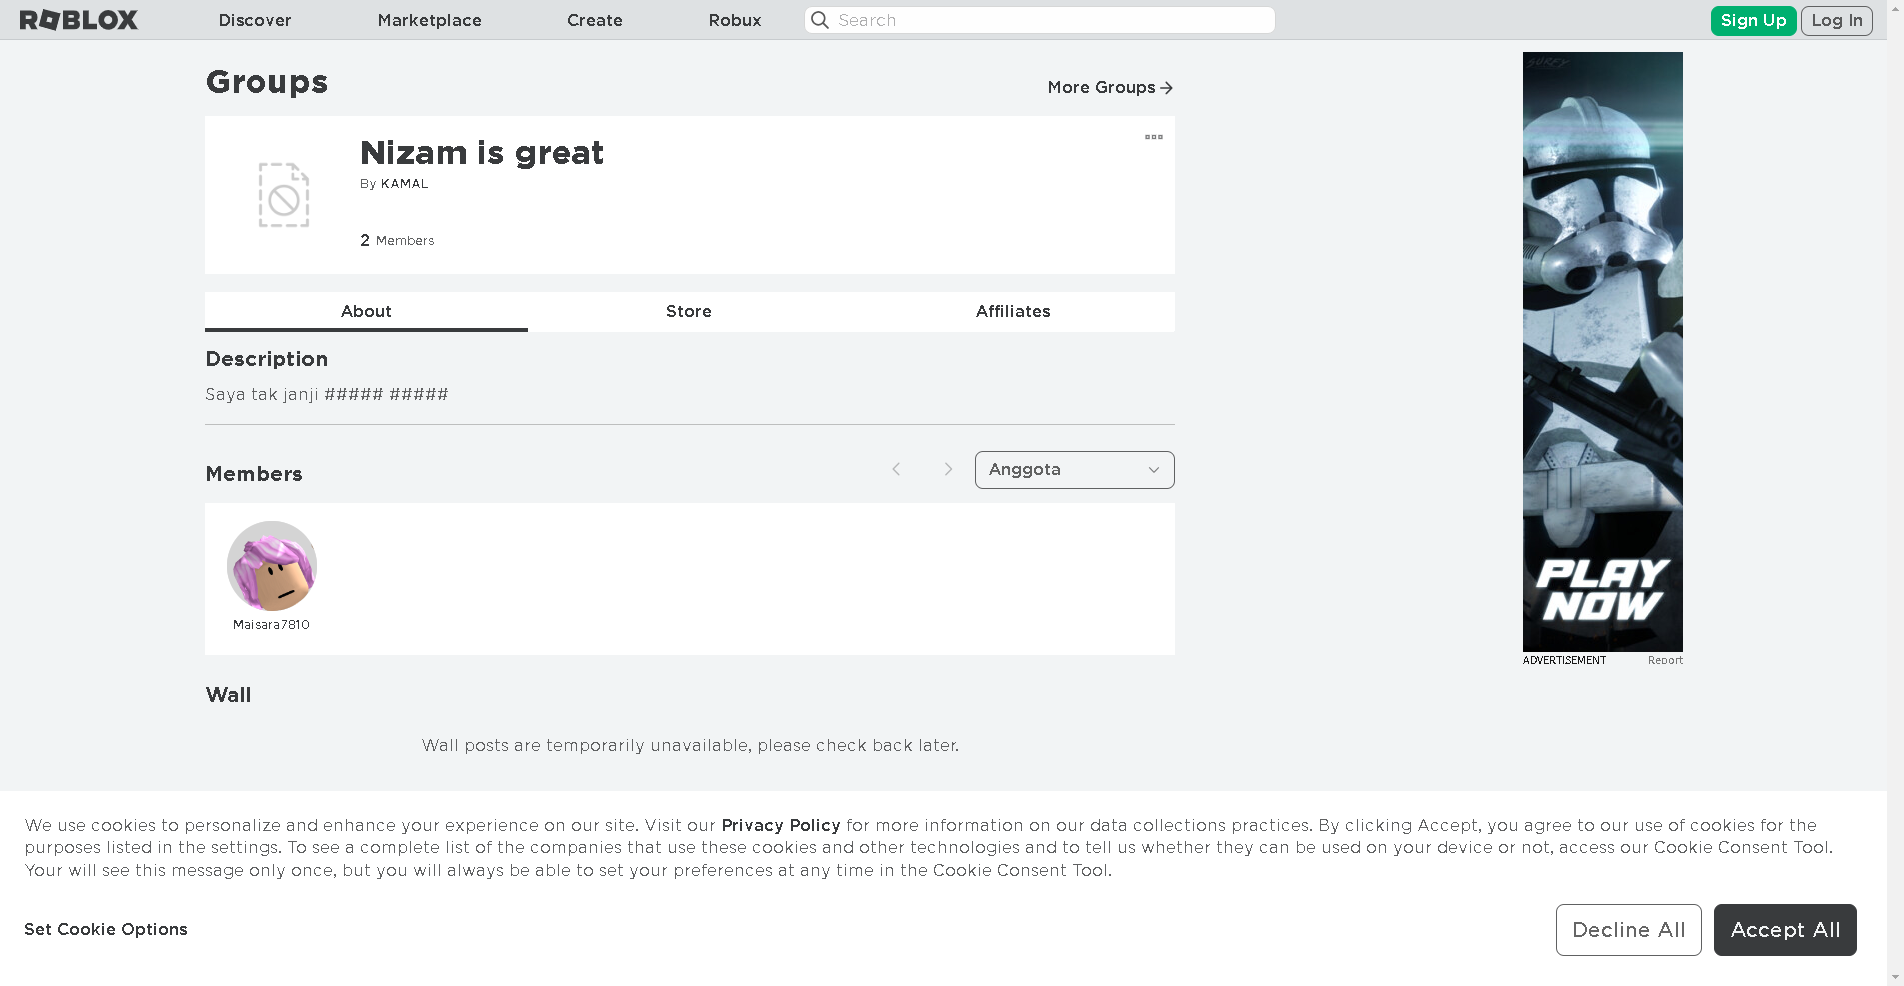 ROBLOX Discover Marketplace Create Robux Search Sign Up Log In
Groups
More Groups
Nizam is great
By KAMAL
2 Members
About Store Affiliates
Description
Saya tak janji ##### #####
Members
Anggota
Maisara7810
Wall
Wall posts are temporarily unavailable, please check back later.
PLAY
NOW
ADVERTISEMENT Report
We use cookies to personalize and enhance your experience on our site. Visit our Privacy Policy for more information on our data collections practices. By clicking Accept, you agree to our use of cookies for the
purposes listed in the settings. To see a complete list of the companies that use these cookies and other technologies and to tell us whether they can be used on your device or not, access our Cookie Consent Tool.
Your will see this message only once, but you will always be able to set your preferences at any time in the Cookie Consent Tool.
Set Cookie Options
Decline All
Accept All